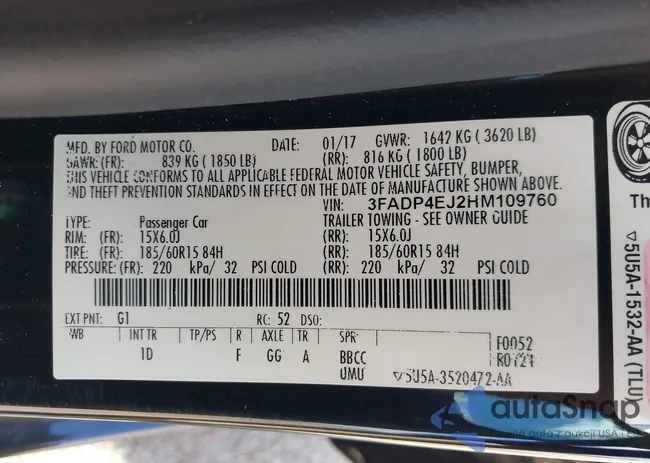 MFD. BY FORD MOTOR CO. DATE: 01/17 GVWR: 1642 KG ( 3620 LB)
GAWR: (FR): 839 KG ( 1850 LB) (RR): 816 KG ( 1800 LB)
THIS VEHICLE CONFORMS TO ALL APPLICABLE FEDERAL MOTOR VEHICLE SAFETY, BUMPER,
AND THEFT PREVENTION STANDARDS IN EFFECT ON THE DATE OF MANUFACTURE SHOWN ABOVE.
VIN: 3FADP4EJ2HM109760
TYPE: Passenger Car TRAILER TOWING - SEE OWNER GUIDE
RIM: (FR): 15X6.0J (RR): 15X6.0J
TIRE: (FR): 185/60R15 84H (RR): 185/60R15 84H
PRESSURE: (FR): 220 kPa/ 32 PSI COLD (RR): 220 kPa/ 32 PSI COLD
EXT PNT: G1 RC: 52 DSO:
WB INT TR TP/PS R AXLE TR SPR F0052
1D F GG A BBCC
UMU 5U5A-3520472-AA
Th
5U5A-1532-AA (TLU)
autoSnap